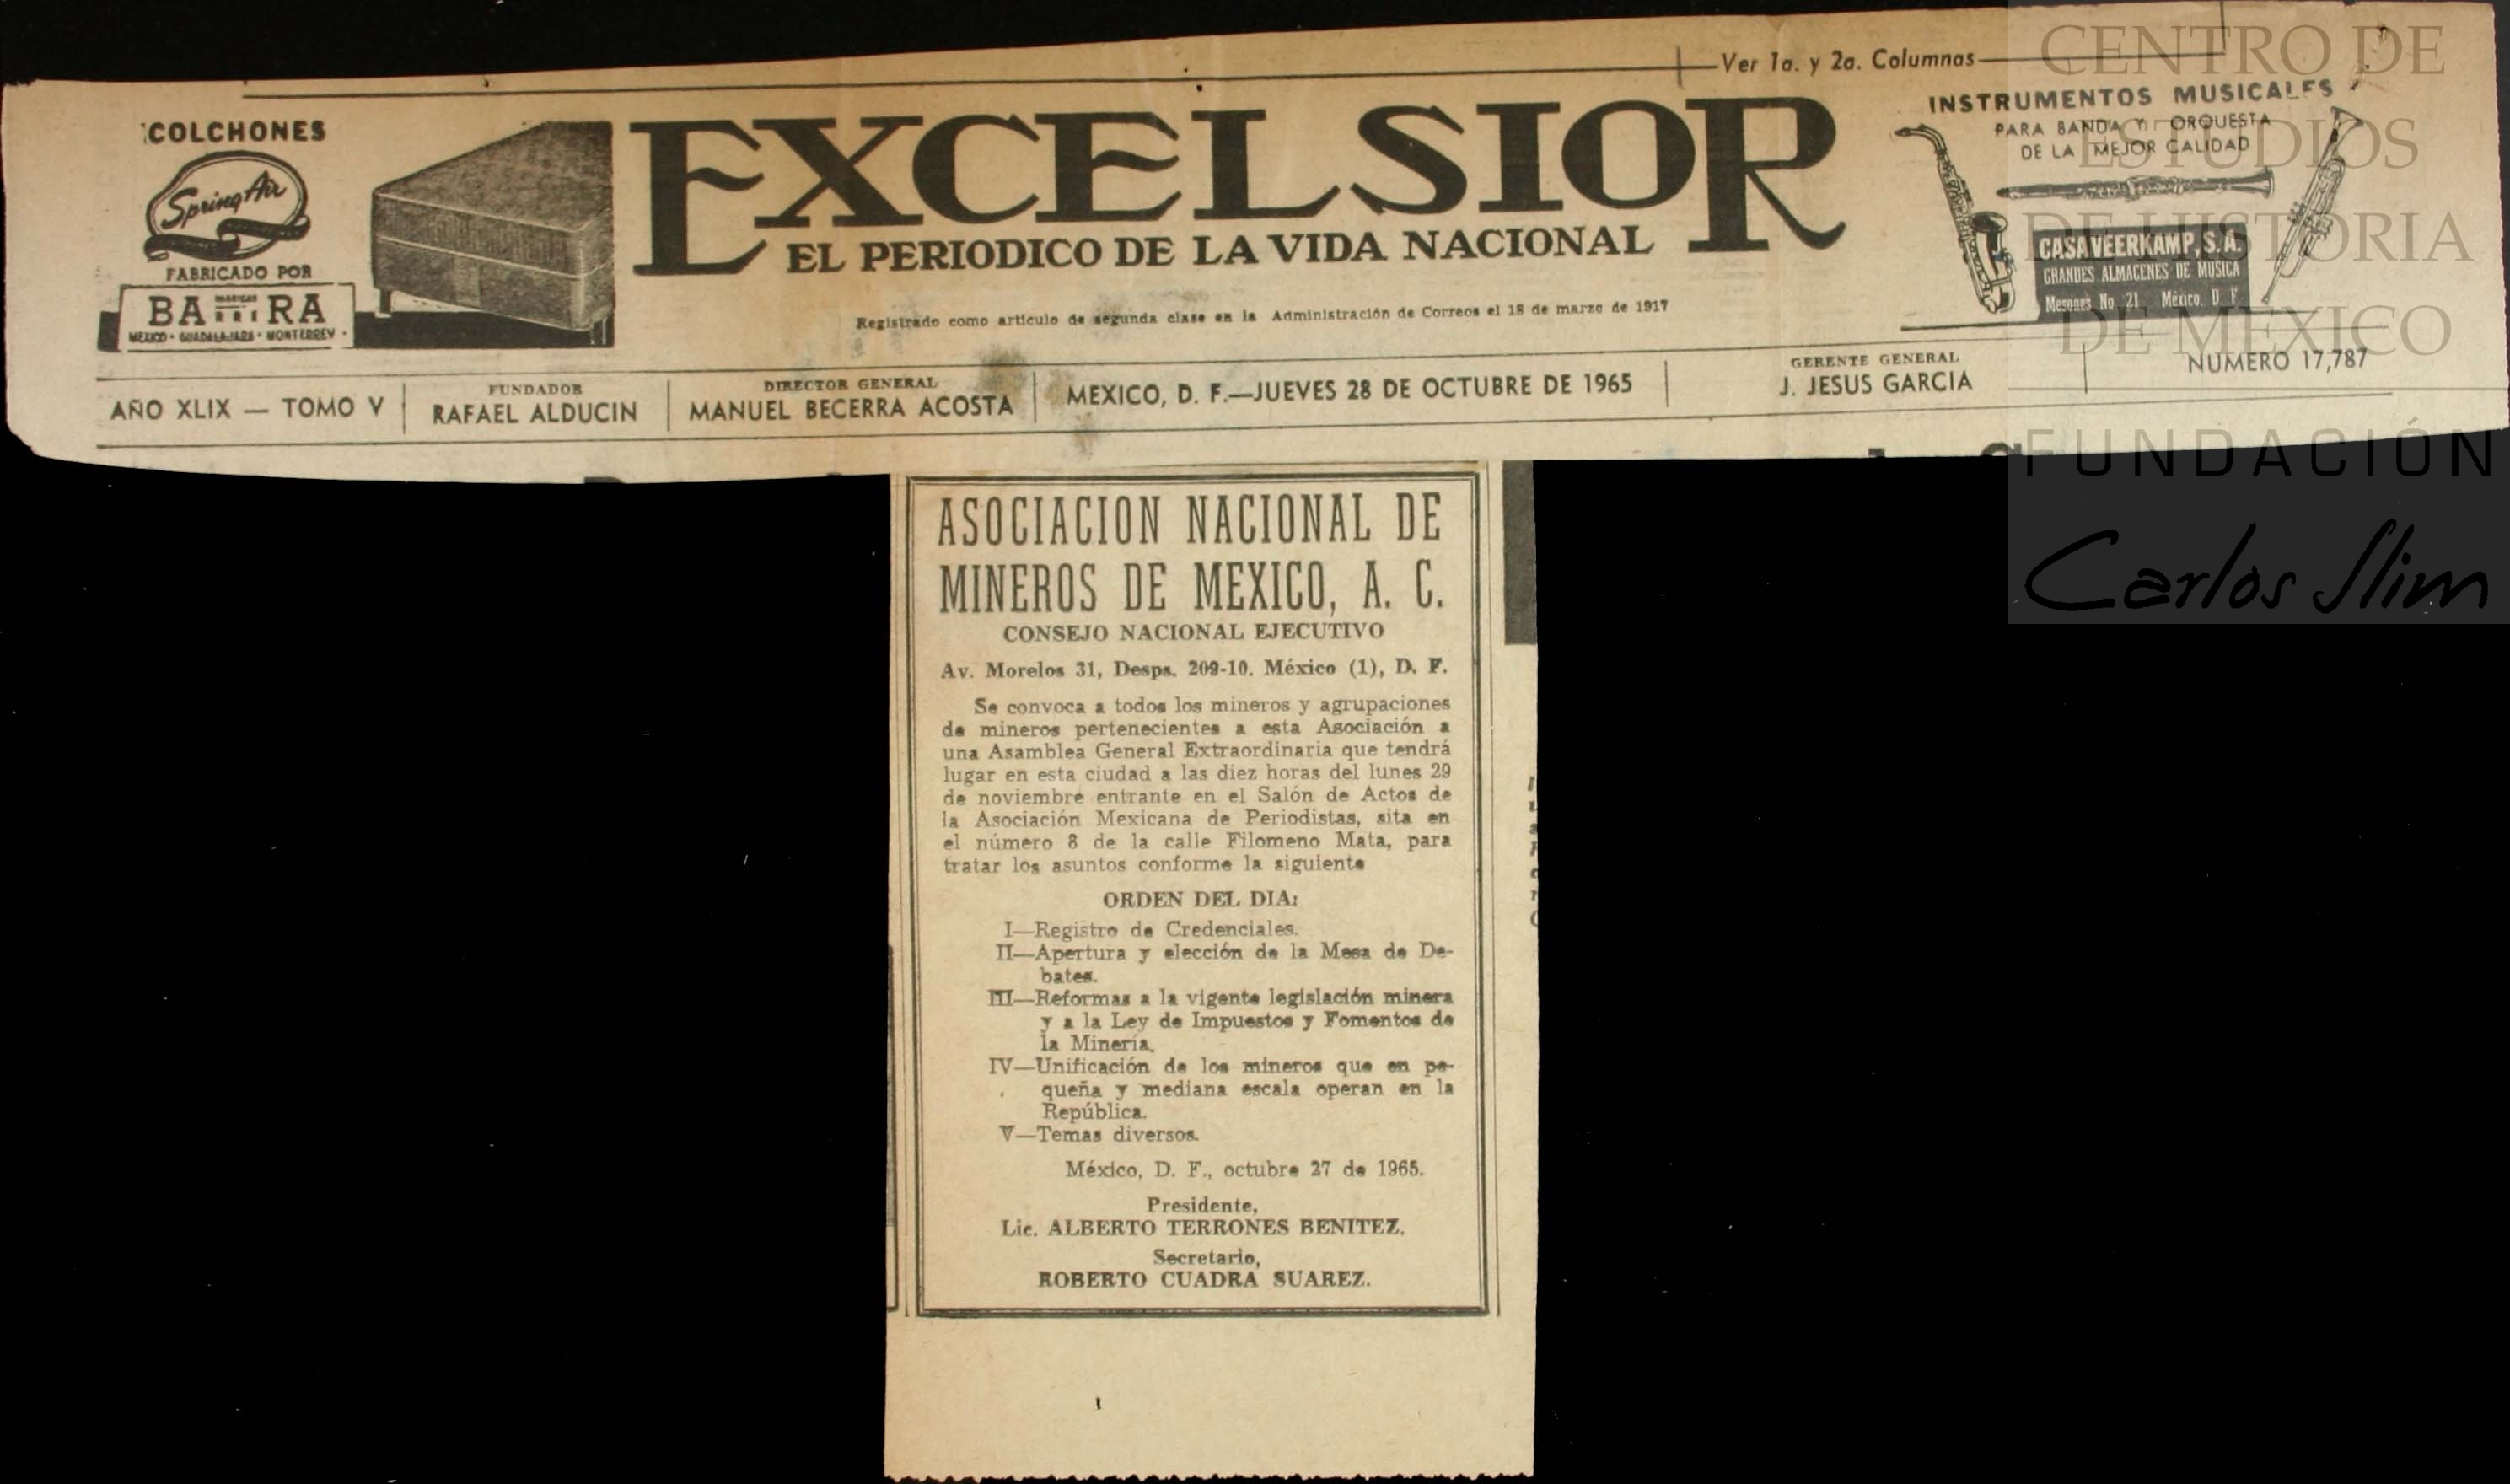 Ver 1a. y 2a. Columnas
COLCHONES
Spring Air
FABRICADO POR
BA RA
MEXICO - GUADALAJARA - MONTERREY
EXCELSIOR
EL PERIODICO DE LA VIDA NACIONAL
Registrado como artículo de segunda clase en la Administración de Correos el 18 de marzo de 1917
INSTRUMENTOS MUSICALES
PARA BANDA Y ORQUESTA
DE LA MEJOR CALIDAD
CASA VEERKAMP, S. A.
GRANDES ALMACENES DE MUSICA
Mesones No. 21 México, D. F.
AÑO XLIX — TOMO V
FUNDADOR
RAFAEL ALDUCIN
DIRECTOR GENERAL
MANUEL BECERRA ACOSTA
MEXICO, D. F.—JUEVES 28 DE OCTUBRE DE 1965
GERENTE GENERAL
J. JESUS GARCIA
NUMERO 17,787
CENTRO DE
ESTUDIOS
DE HISTORIA
DE MEXICO
FUNDACIÓN
Carlos Slim
ASOCIACION NACIONAL DE
MINEROS DE MEXICO, A. C.
CONSEJO NACIONAL EJECUTIVO
Av. Morelos 31, Desps. 209-10. México (1), D. F.
Se convoca a todos los mineros y agrupaciones
de mineros pertenecientes a esta Asociación a
una Asamblea General Extraordinaria que tendrá
lugar en esta ciudad a las diez horas del lunes 29
de noviembre entrante en el Salón de Actos de
la Asociación Mexicana de Periodistas, sita en
el número 8 de la calle Filomeno Mata, para
tratar los asuntos conforme la siguiente
ORDEN DEL DIA:
I—Registro de Credenciales.
II—Apertura y elección de la Mesa de De-
bates.
III—Reformas a la vigente legislación minera
y a la Ley de Impuestos y Fomentos de
la Minería.
IV—Unificación de los mineros que en pe-
queña y mediana escala operan en la
República.
V—Temas diversos.
México, D. F., octubre 27 de 1965.
Presidente,
Lic. ALBERTO TERRONES BENITEZ.
Secretario,
ROBERTO CUADRA SUAREZ.